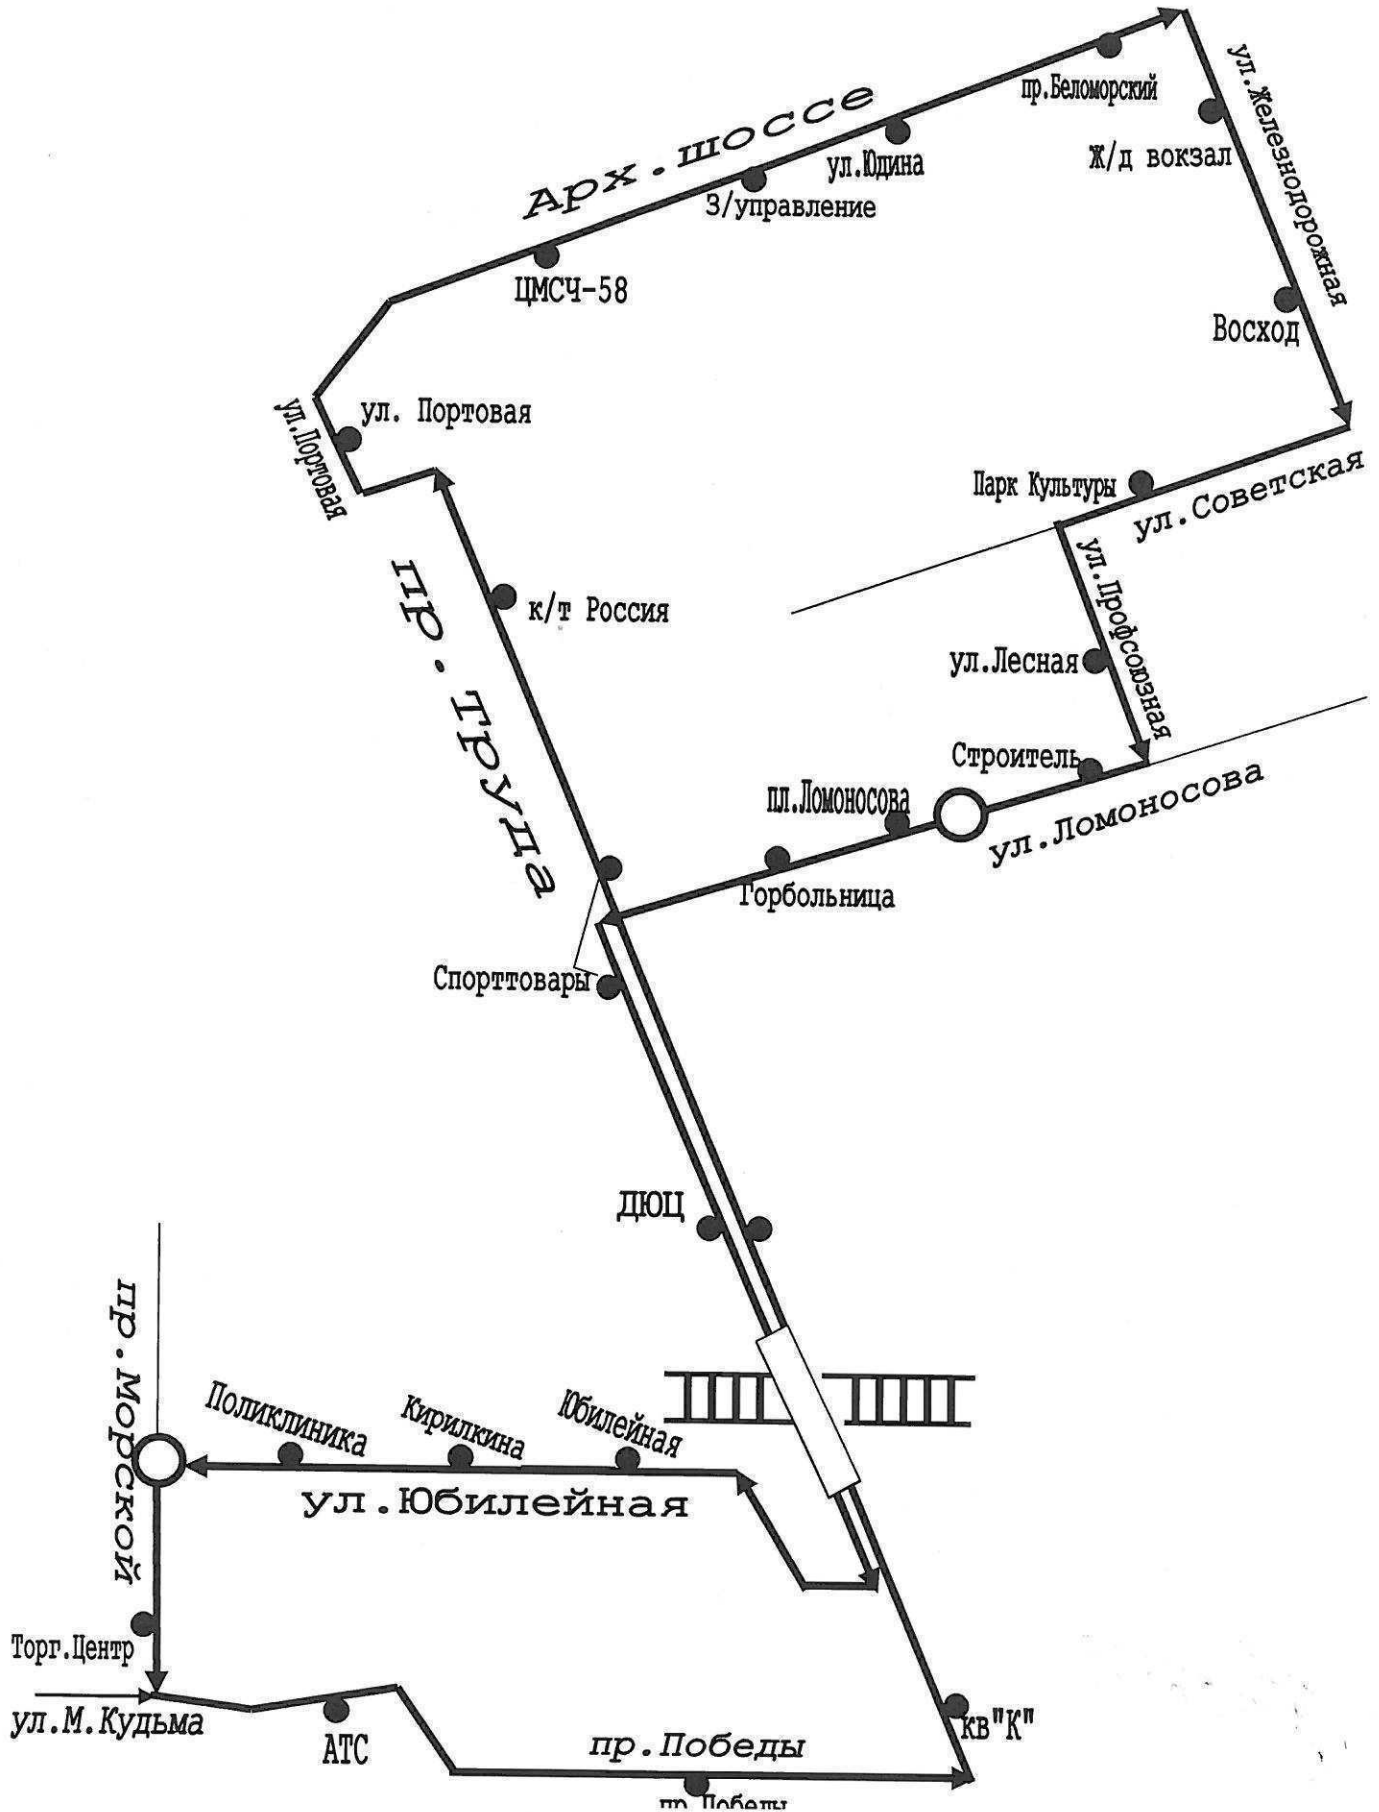 пр.Беломорский
ул.Железнодорожная
Арх.шоссе
ул.Юдина
Ж/д вокзал
З/управление
ЦМСЧ-58
Восход
ул. Портовая
ул.Портовая
Парк Культуры
ул.Советская
пр.Труда
к/т Россия
ул.Профсоюзная
ул.Лесная
Строитель
пл.Ломоносова
ул.Ломоносова
Горбольница
Спорттовары
ДЮЦ
пр.Морской
Поликлиника
Кирилкина
Юбилейная
ул.Юбилейная
Торг.Центр
ул.М.Кудьма
АТС
пр.Победы
кв"К"
пр.Победы